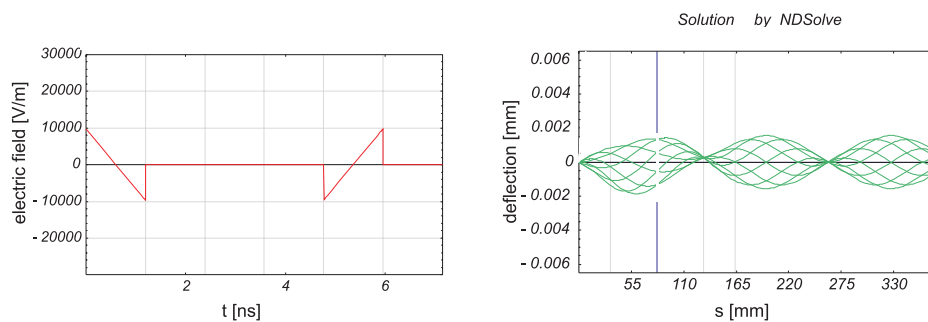 Solution by NDSolve
electric field [V/m]
30000
20000
10000
0
- 10000
- 20000
2 4 6
t [ns]
deflection [mm]
0.006
0.004
0.002
0
- 0.002
- 0.004
- 0.006
55 110 165 220 275 330
s [mm]